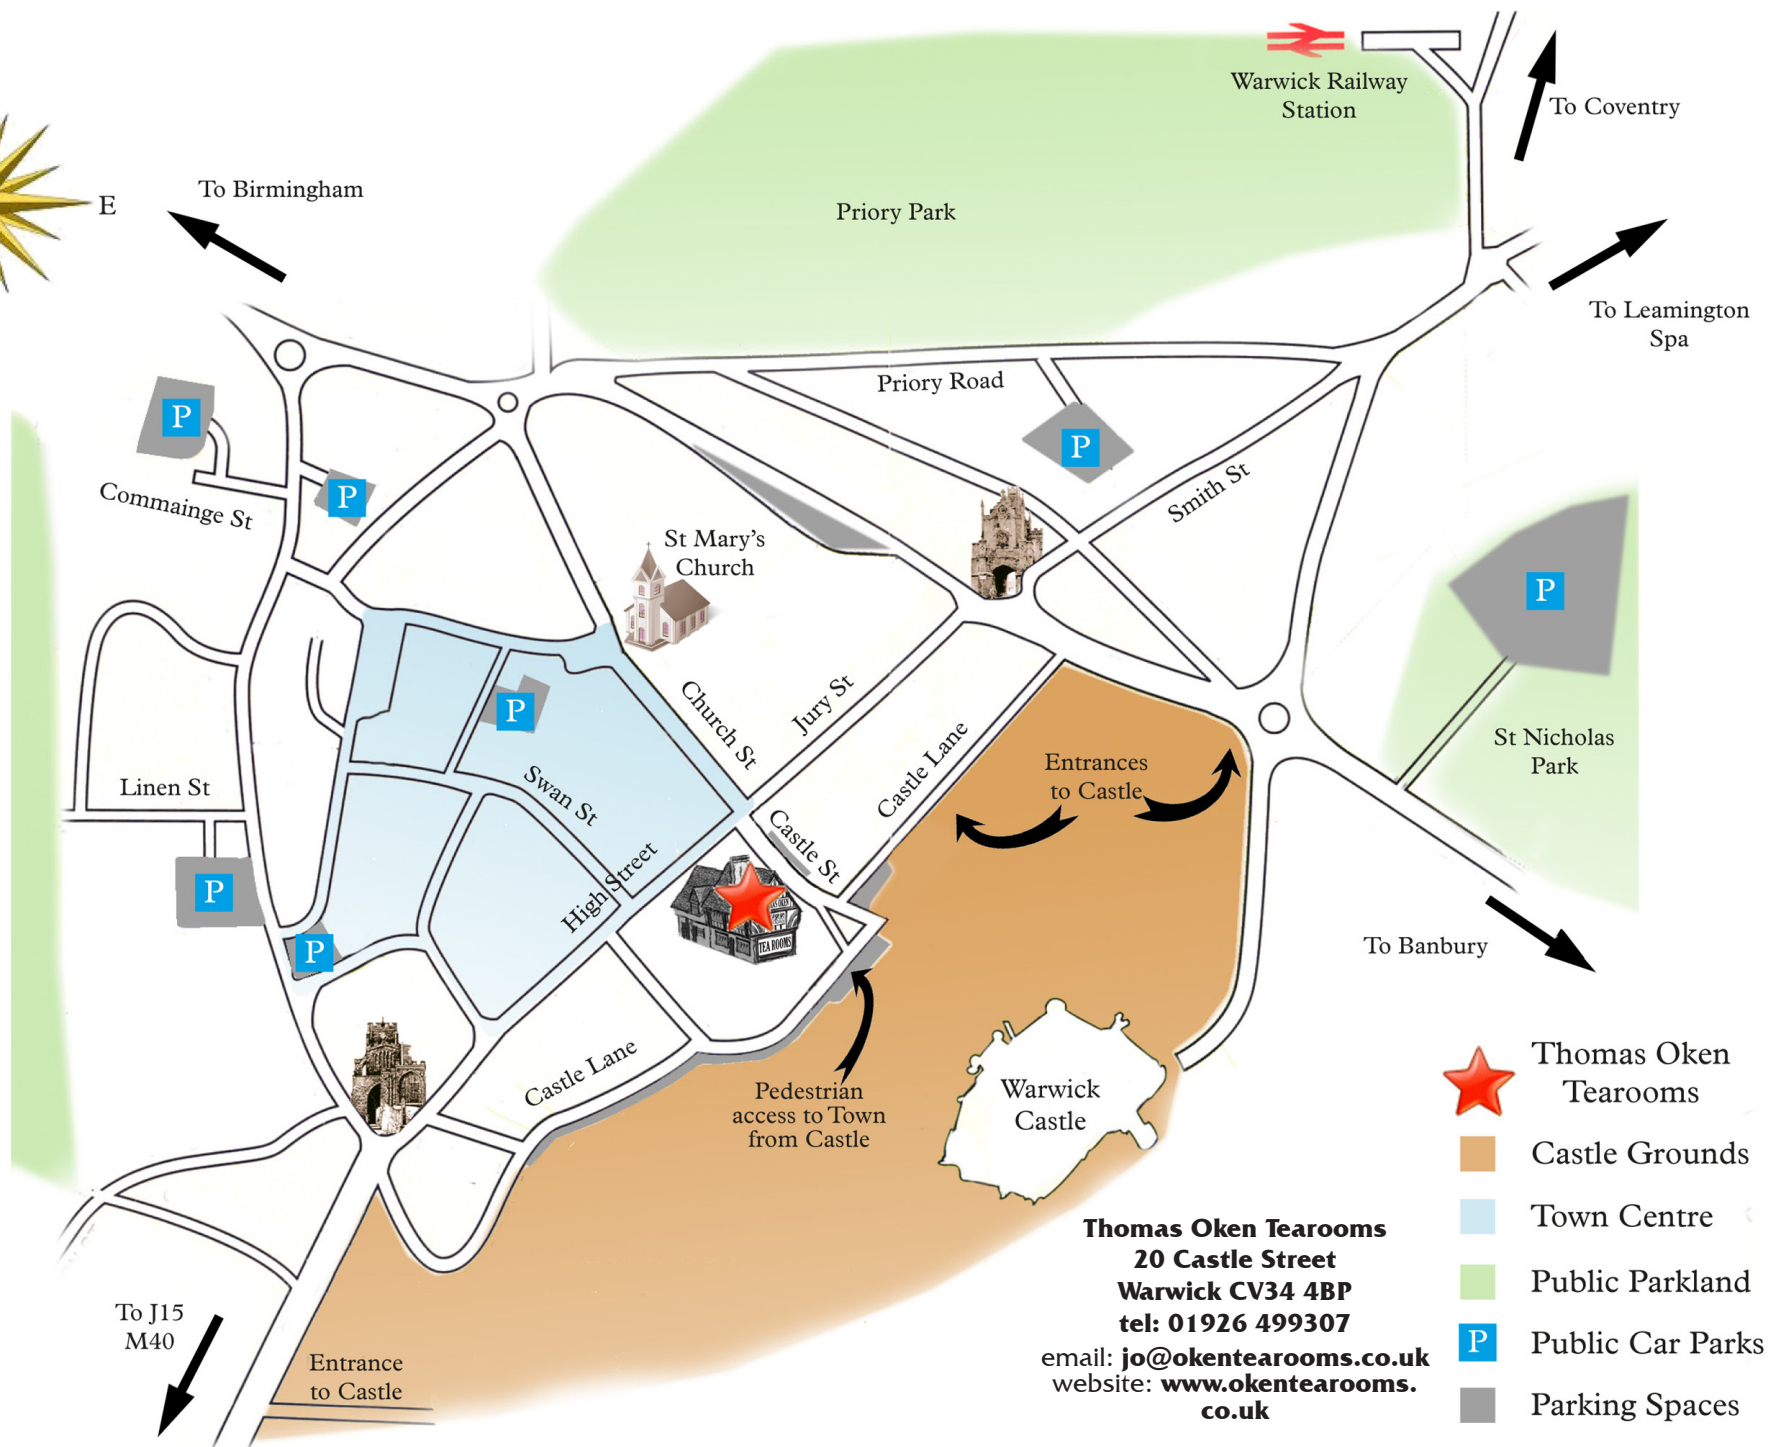 Warwick Railway
Station
To Coventry
To Birmingham
E
Priory Park
To Leamington
Spa
Priory Road
P
P
P
Smith St
Commainge St
St Mary's
Church
P
Church St
Jury St
P
St Nicholas
Park
Castle Lane
Entrances
to Castle
Linen St
Swan St
Castle St
High Street
P
P
TEA ROOMS
To Banbury
Castle Lane
Pedestrian
access to Town
from Castle
Warwick
Castle
Thomas Oken
Tearooms
Castle Grounds
Town Centre
Public Parkland
P
Public Car Parks
Parking Spaces
Thomas Oken Tearooms
20 Castle Street
Warwick CV34 4BP
tel: 01926 499307
email: jo@okentearooms.co.uk
website: www.okentearooms.
co.uk
To J15
M40
Entrance
to Castle